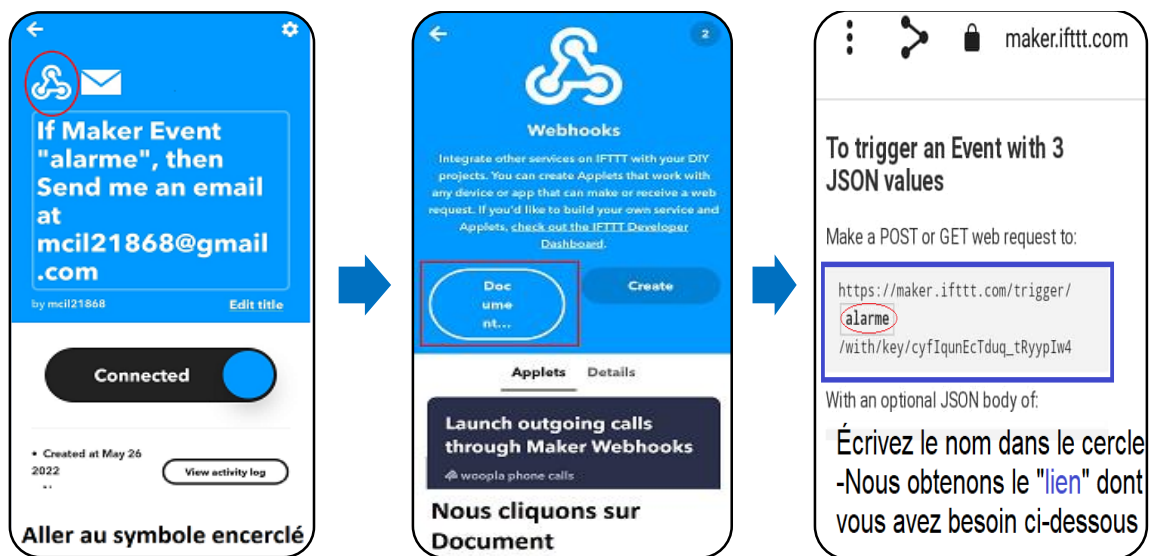 If Maker Event
"alarme", then
Send me an email
at
mcil21868@gmail
.com
by mcil21868
Edit title
Connected
• Created at May 26
2022
View activity log
Aller au symbole encerclé
2
Webhooks
Integrate other services on IFTTT with your DIY
projects. You can create Applets that work with
any device or app that can make or receive a web
request. If you'd like to build your own service and
Applets, check out the IFTTT Developer
Dashboard.
Doc
ume
nt...
Create
Applets
Details
Launch outgoing calls
through Maker Webhooks
woopla phone calls
Nous cliquons sur
Document
maker.ifttt.com
To trigger an Event with 3
JSON values
Make a POST or GET web request to:
https://maker.ifttt.com/trigger/
alarme
/with/key/cyfIqunEcTduq_tRyypIw4
With an optional JSON body of:
Écrivez le nom dans le cercle
-Nous obtenons le "lien" dont
vous avez besoin ci-dessous